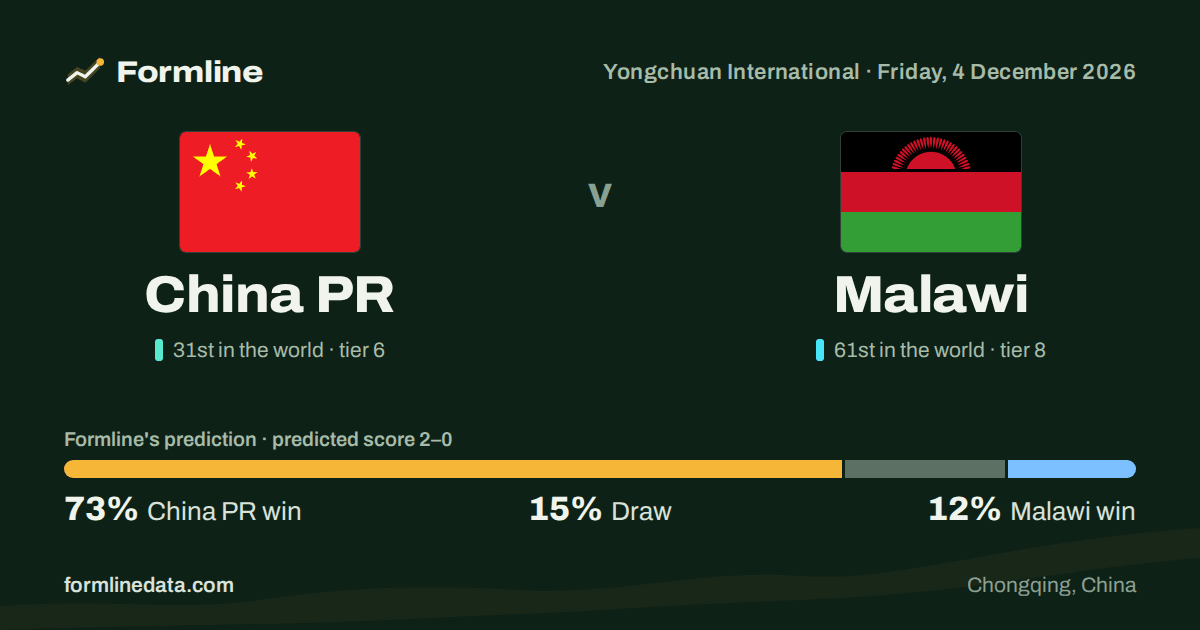 Formline
Yongchuan International · Friday, 4 December 2026
v
China PR
Malawi
31st in the world · tier 6
61st in the world · tier 8
Formline's prediction · predicted score 2–0
73% China PR win
15% Draw
12% Malawi win
formlinedata.com
Chongqing, China